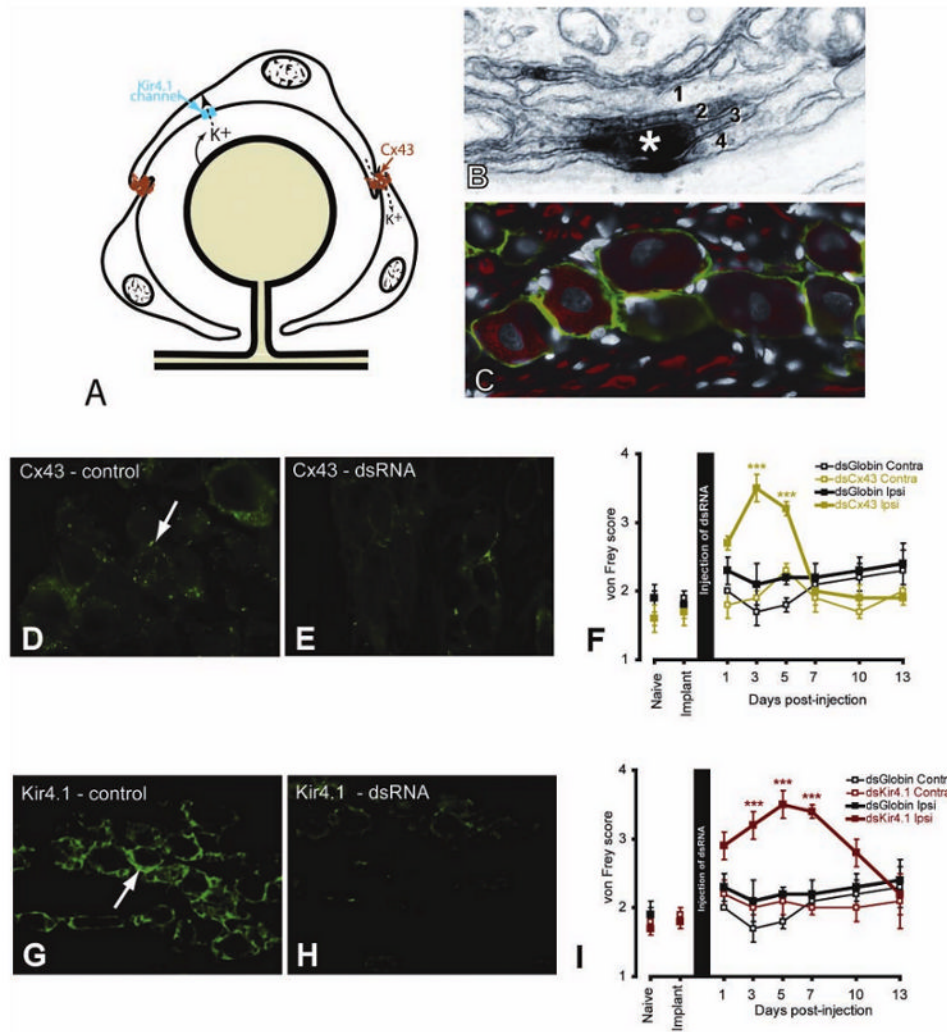 Kir4.1
channel
K+
Cx43
K+
A
1
2
3
4
*
B
C
Cx43 - control
D
Cx43 - dsRNA
E
4
3
2
1
von Frey score
Injection of dsRNA
***
***
dsGlobin Contra
dsCx43 Contra
dsGlobin Ipsi
dsCx43 Ipsi
F
Naive
Implant
1 3 5 7 10 13
Days post-injection
Kir4.1 - control
G
Kir4.1 - dsRNA
H
4
3
2
1
von Frey score
Injection of dsRNA
***
***
***
dsGlobin Contra
dsKir4.1 Contra
dsGlobin Ipsi
dsKir4.1 Ipsi
I
Naive
Implant
1 3 5 7 10 13
Days post-injection